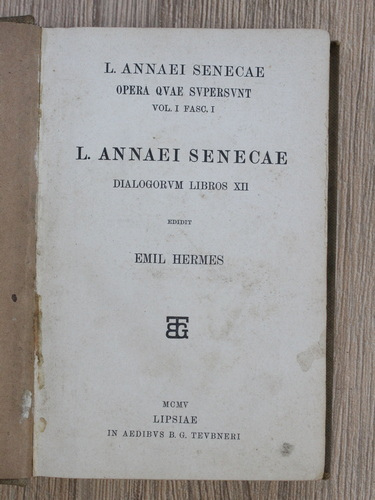 L. ANNAEI SENECAE
OPERA QVAE SVPERSVNT
VOL. I FASC. I
L. ANNAEI SENECAE
DIALOGORVM LIBROS XII
EDIDIT
EMIL HERMES
BTG
MCMV
LIPSIAE
IN AEDIBVS B. G. TEVBNERI